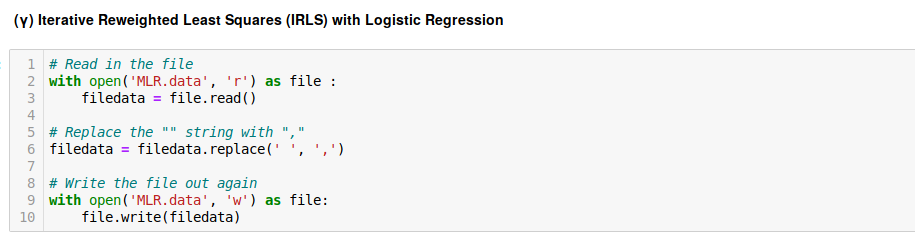 (γ) Iterative Reweighted Least Squares (IRLS) with Logistic Regression
1 # Read in the file
2 with open('MLR.data', 'r') as file :
3     filedata = file.read()
4
5 # Replace the "" string with ","
6 filedata = filedata.replace(' ', ',')
7
8 # Write the file out again
9 with open('MLR.data', 'w') as file:
10     file.write(filedata)